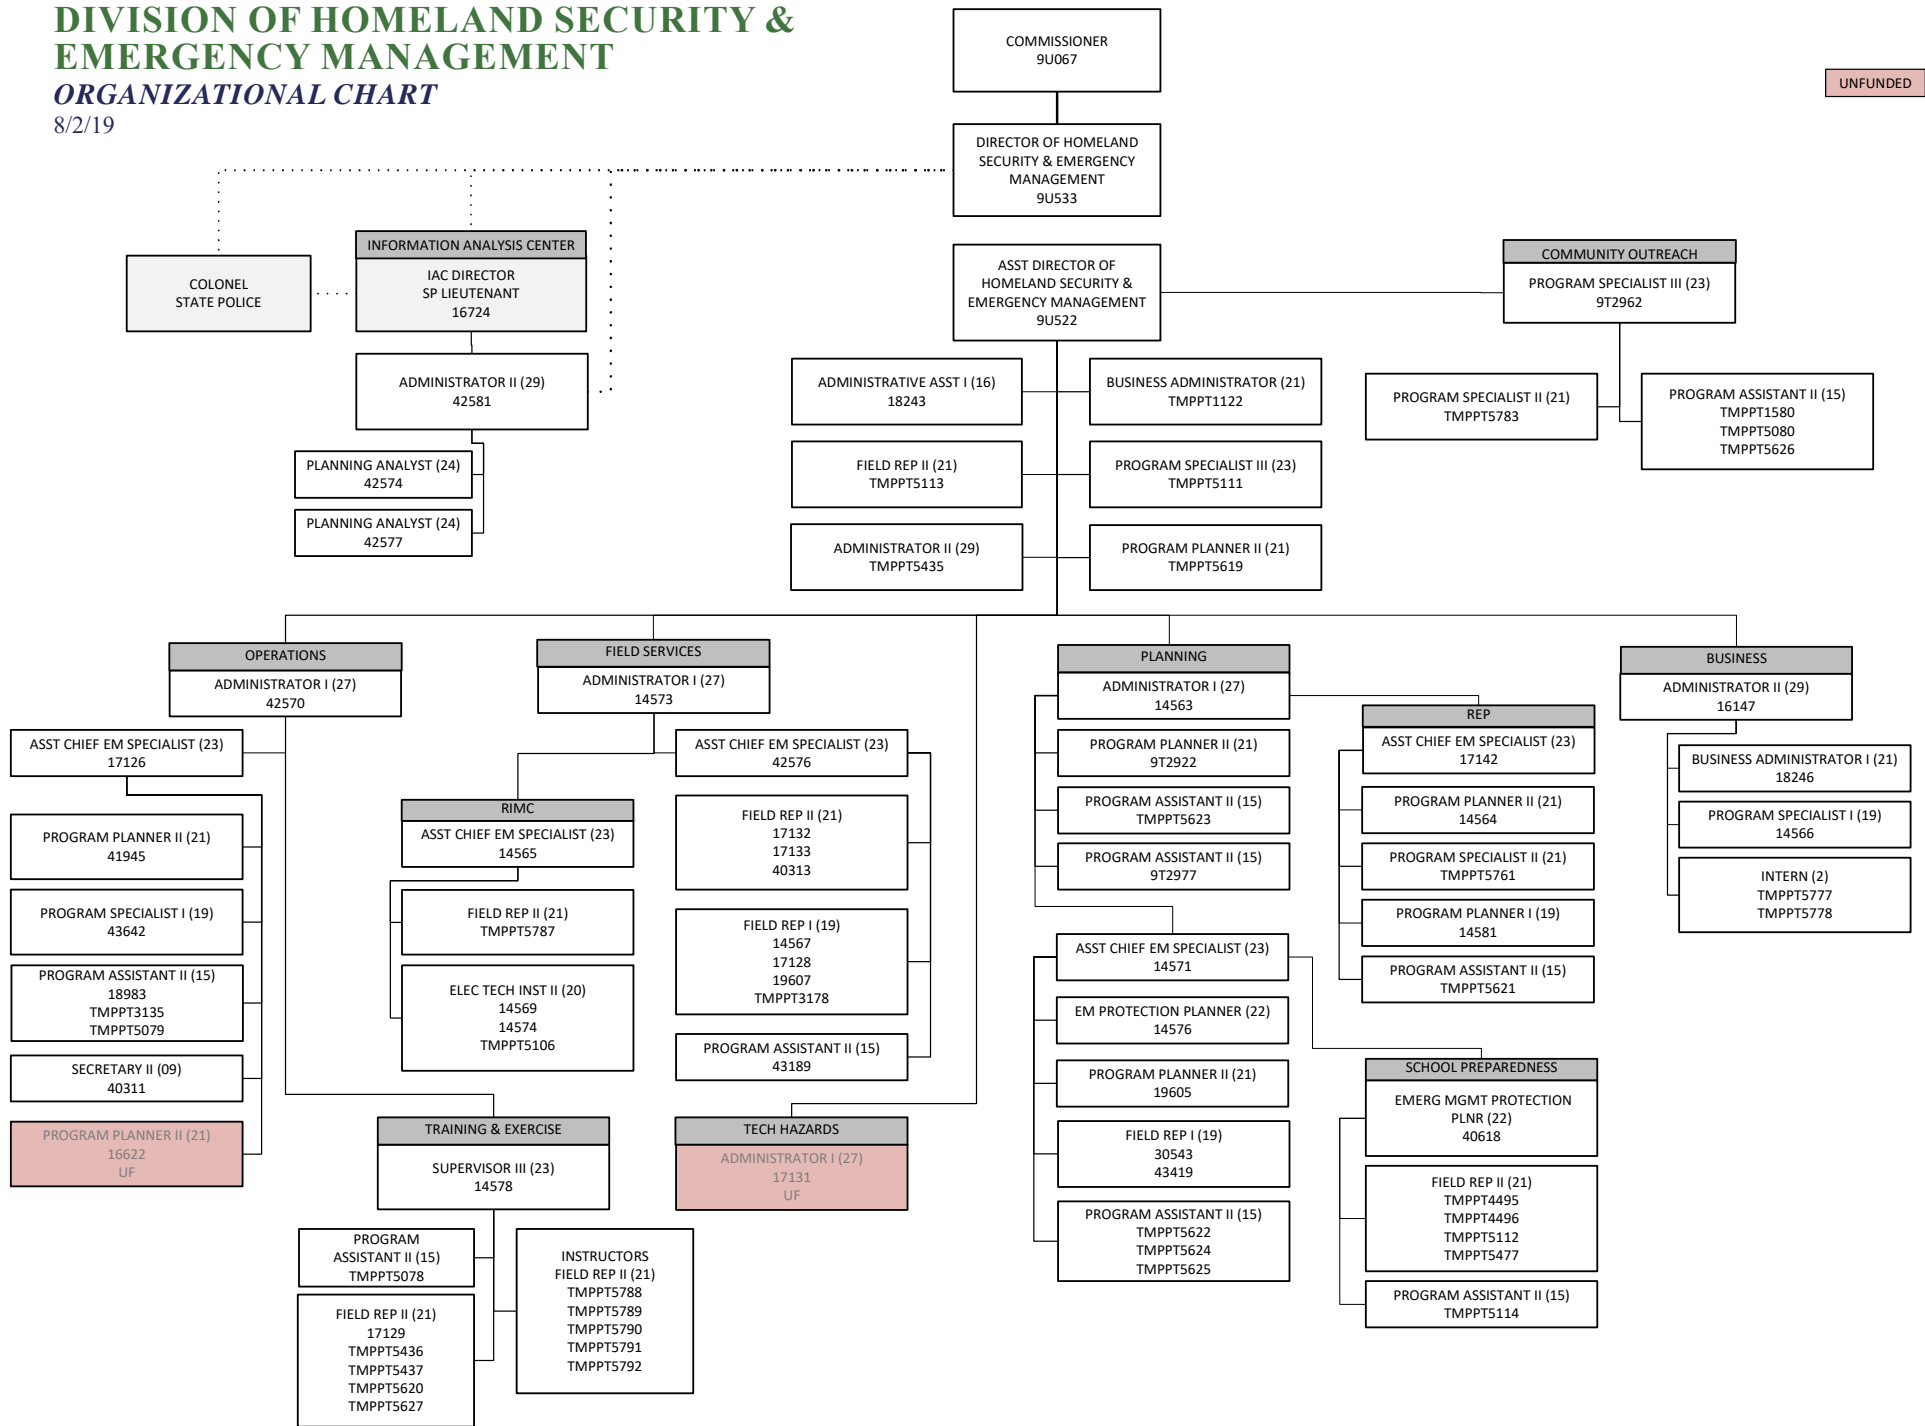 DIVISION OF HOMELAND SECURITY &
EMERGENCY MANAGEMENT
ORGANIZATIONAL CHART
8/2/19
COMMISSIONER
9U067
UNFUNDED
DIRECTOR OF HOMELAND
SECURITY & EMERGENCY
MANAGEMENT
9U533
COLONEL
STATE POLICE
INFORMATION ANALYSIS CENTER
IAC DIRECTOR
SP LIEUTENANT
16724
ADMINISTRATOR II (29)
42581
PLANNING ANALYST (24)
42574
PLANNING ANALYST (24)
42577
ASST DIRECTOR OF
HOMELAND SECURITY &
EMERGENCY MANAGEMENT
9U522
COMMUNITY OUTREACH
PROGRAM SPECIALIST III (23)
9T2962
PROGRAM SPECIALIST II (21)
TMPPT5783
PROGRAM ASSISTANT II (15)
TMPPT1580
TMPPT5080
TMPPT5626
ADMINISTRATIVE ASST I (16)
18243
BUSINESS ADMINISTRATOR (21)
TMPPT1122
FIELD REP II (21)
TMPPT5113
PROGRAM SPECIALIST III (23)
TMPPT5111
ADMINISTRATOR II (29)
TMPPT5435
PROGRAM PLANNER II (21)
TMPPT5619
OPERATIONS
ADMINISTRATOR I (27)
42570
ASST CHIEF EM SPECIALIST (23)
17126
PROGRAM PLANNER II (21)
41945
PROGRAM SPECIALIST I (19)
43642
PROGRAM ASSISTANT II (15)
18983
TMPPT3135
TMPPT5079
SECRETARY II (09)
40311
PROGRAM PLANNER II (21)
16622
UF
TRAINING & EXERCISE
SUPERVISOR III (23)
14578
PROGRAM
ASSISTANT II (15)
TMPPT5078
FIELD REP II (21)
17129
TMPPT5436
TMPPT5437
TMPPT5620
TMPPT5627
INSTRUCTORS
FIELD REP II (21)
TMPPT5788
TMPPT5789
TMPPT5790
TMPPT5791
TMPPT5792
FIELD SERVICES
ADMINISTRATOR I (27)
14573
RIMC
ASST CHIEF EM SPECIALIST (23)
14565
FIELD REP II (21)
TMPPT5787
ELEC TECH INST II (20)
14569
14574
TMPPT5106
ASST CHIEF EM SPECIALIST (23)
42576
FIELD REP II (21)
17132
17133
40313
FIELD REP I (19)
14567
17128
19607
TMPPT3178
PROGRAM ASSISTANT II (15)
43189
TECH HAZARDS
ADMINISTRATOR I (27)
17131
UF
PLANNING
ADMINISTRATOR I (27)
14563
PROGRAM PLANNER II (21)
9T2922
PROGRAM ASSISTANT II (15)
TMPPT5623
PROGRAM ASSISTANT II (15)
9T2977
ASST CHIEF EM SPECIALIST (23)
14571
EM PROTECTION PLANNER (22)
14576
PROGRAM PLANNER II (21)
19605
FIELD REP I (19)
30543
43419
PROGRAM ASSISTANT II (15)
TMPPT5622
TMPPT5624
TMPPT5625
REP
ASST CHIEF EM SPECIALIST (23)
17142
PROGRAM PLANNER II (21)
14564
PROGRAM SPECIALIST II (21)
TMPPT5761
PROGRAM PLANNER I (19)
14581
PROGRAM ASSISTANT II (15)
TMPPT5621
SCHOOL PREPAREDNESS
EMERG MGMT PROTECTION
PLNR (22)
40618
FIELD REP II (21)
TMPPT4495
TMPPT4496
TMPPT5112
TMPPT5477
PROGRAM ASSISTANT II (15)
TMPPT5114
BUSINESS
ADMINISTRATOR II (29)
16147
BUSINESS ADMINISTRATOR I (21)
18246
PROGRAM SPECIALIST I (19)
14566
INTERN (2)
TMPPT5777
TMPPT5778